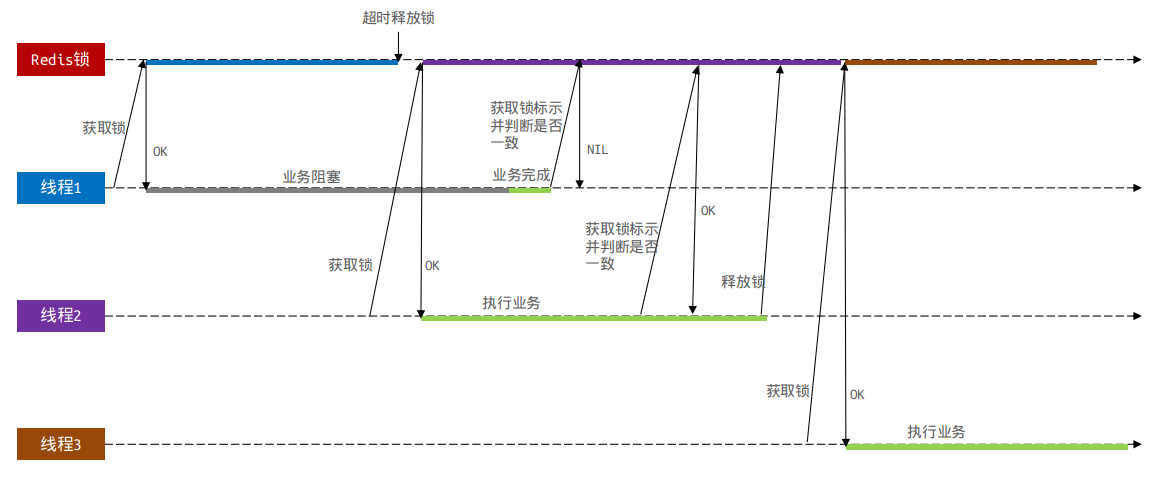 超时释放锁
Redis锁
获取锁
OK
获取锁标示
并判断是否
一致
NIL
线程1
业务阻塞
业务完成
获取锁
OK
获取锁标示
并判断是否
一致
OK
释放锁
线程2
执行业务
获取锁
OK
线程3
执行业务